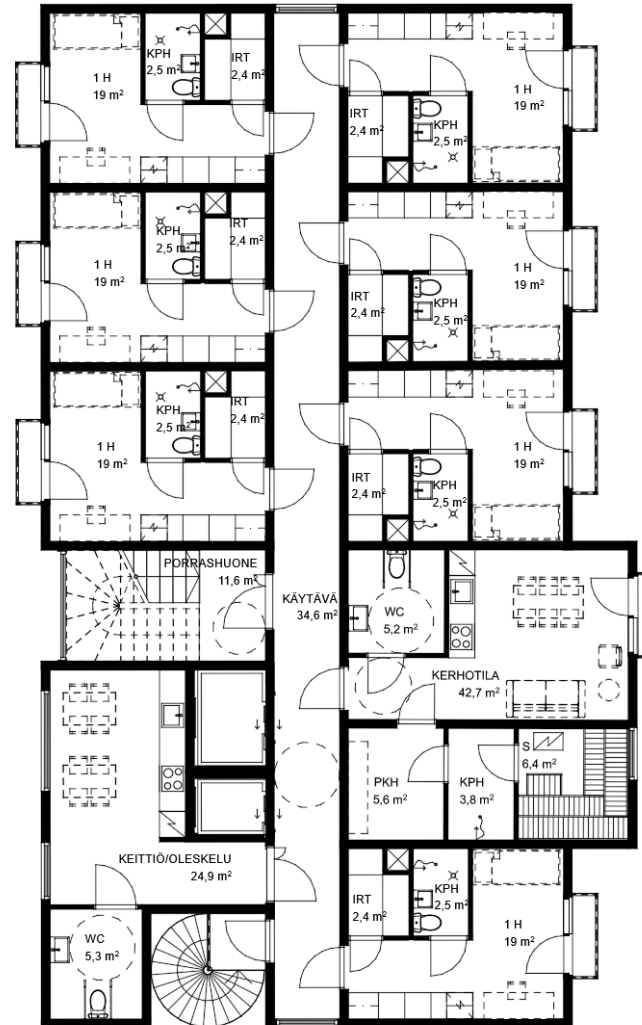 KPH
2,5 m²
IRT
2,4 m²
1 H
19 m²
1 H
19 m²
IRT
2,4 m²
KPH
2,5 m²
KPH
2,5 m²
IRT
2,4 m²
1 H
19 m²
1 H
19 m²
IRT
2,4 m²
KPH
2,5 m²
KPH
2,5 m²
IRT
2,4 m²
1 H
19 m²
1 H
19 m²
IRT
2,4 m²
KPH
2,5 m²
PORRASHUONE
11,6 m²
KÄYTÄVÄ
34,6 m²
WC
5,2 m²
KERHOTILA
42,7 m²
S
6,4 m²
PKH
5,6 m²
KPH
3,8 m²
KEITTIÖ/OLESKELU
24,9 m²
IRT
2,4 m²
KPH
2,5 m²
1 H
19 m²
WC
5,3 m²